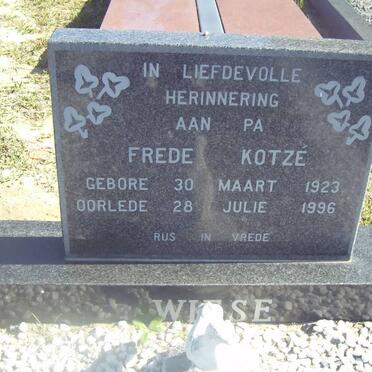 IN LIEFDEVOLLE
HERINNERING
AAN PA
FREDE KOTZÉ
GEBORE 30 MAART 1923
OORLEDE 28 JULIE 1996
RUS IN VREDE
WIESE